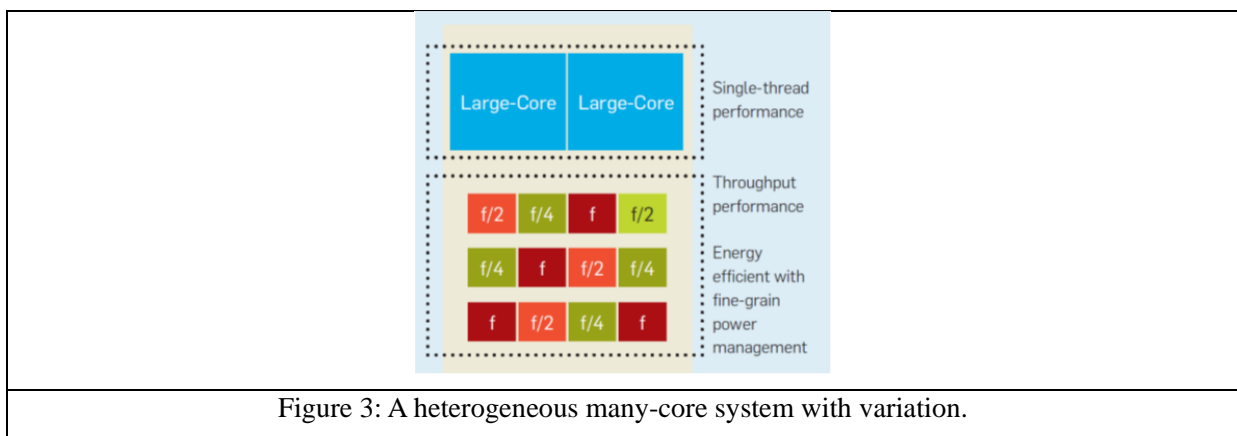 Large-Core Large-Core
Single-thread
performance
Throughput
performance
f/2 f/4 f f/2
Energy
efficient with
fine-grain
power
management
f/4 f f/2 f/4
f f/2 f/4 f
Figure 3: A heterogeneous many-core system with variation.